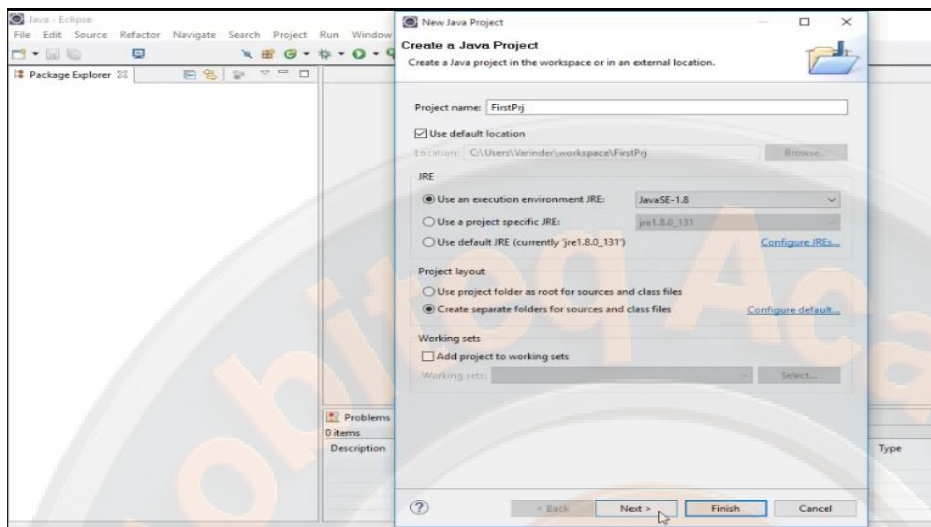 Java - Eclipse
File Edit Source Refactor Navigate Search Project Run Window
Package Explorer
New Java Project
Create a Java Project
Create a Java project in the workspace or in an external location.
Project name: FirstPrj
Use default location
Location: C:\Users\Varinder\workspace\FirstPrj Browse...
JRE
Use an execution environment JRE: JavaSE-1.8
Use a project specific JRE: jre1.8.0_131
Use default JRE (currently 'jre1.8.0_131') Configure JREs...
Project layout
Use project folder as root for sources and class files
Create separate folders for sources and class files Configure default...
Working sets
Add project to working sets
Working sets: Select...
Problems
0 items
Description Type
? < Back Next > Finish Cancel
obiteq Aca